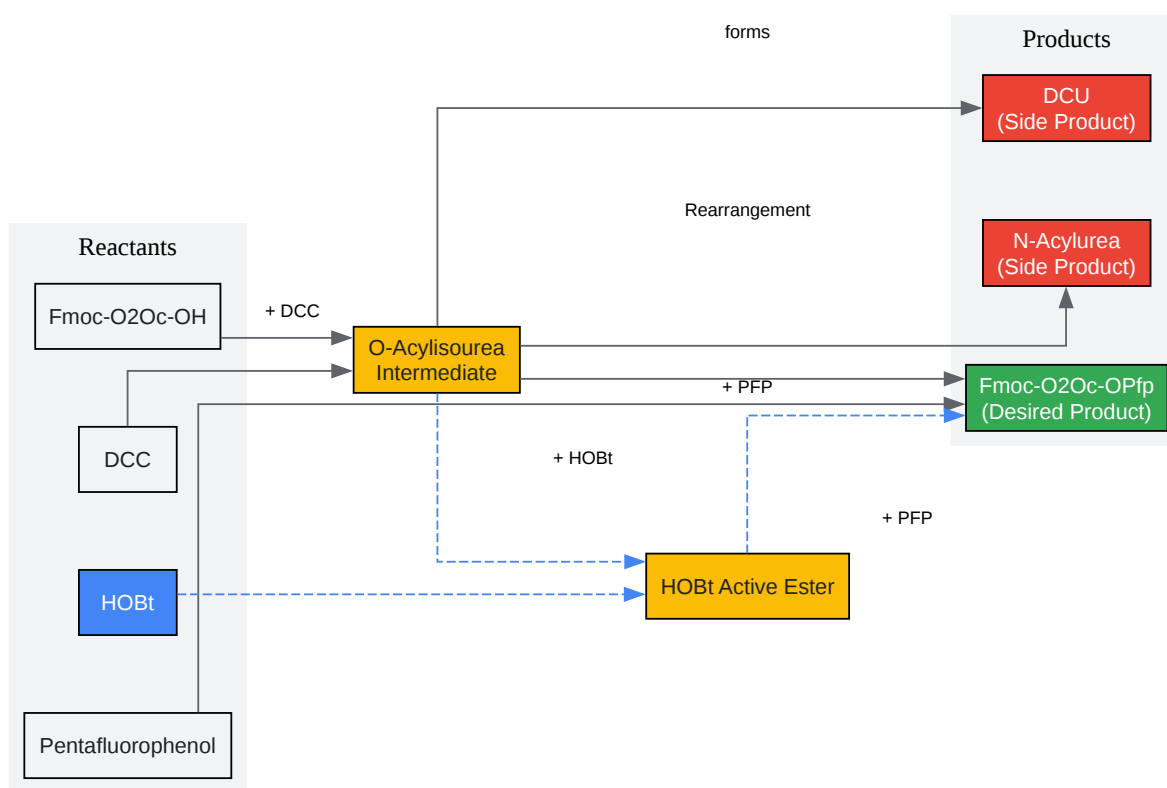 forms
Products
DCU
(Side Product)
Rearrangement
N-Acylurea
(Side Product)
Reactants
Fmoc-O2Oc-OH
+ DCC
O-Acylisourea
Intermediate
+ PFP
Fmoc-O2Oc-OPfp
(Desired Product)
DCC
+ HOBt
+ PFP
HOBt
HOBt Active Ester
Pentafluorophenol